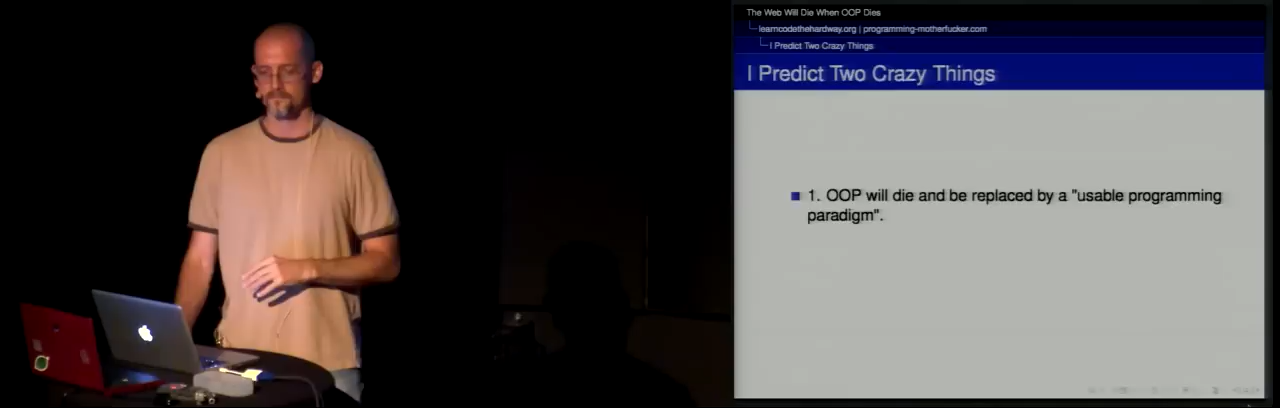 The Web Will Die When OOP Dies
learncodethehardway.org | programming-motherfucker.com
I Predict Two Crazy Things
I Predict Two Crazy Things
1. OOP will die and be replaced by a "usable programming
paradigm".